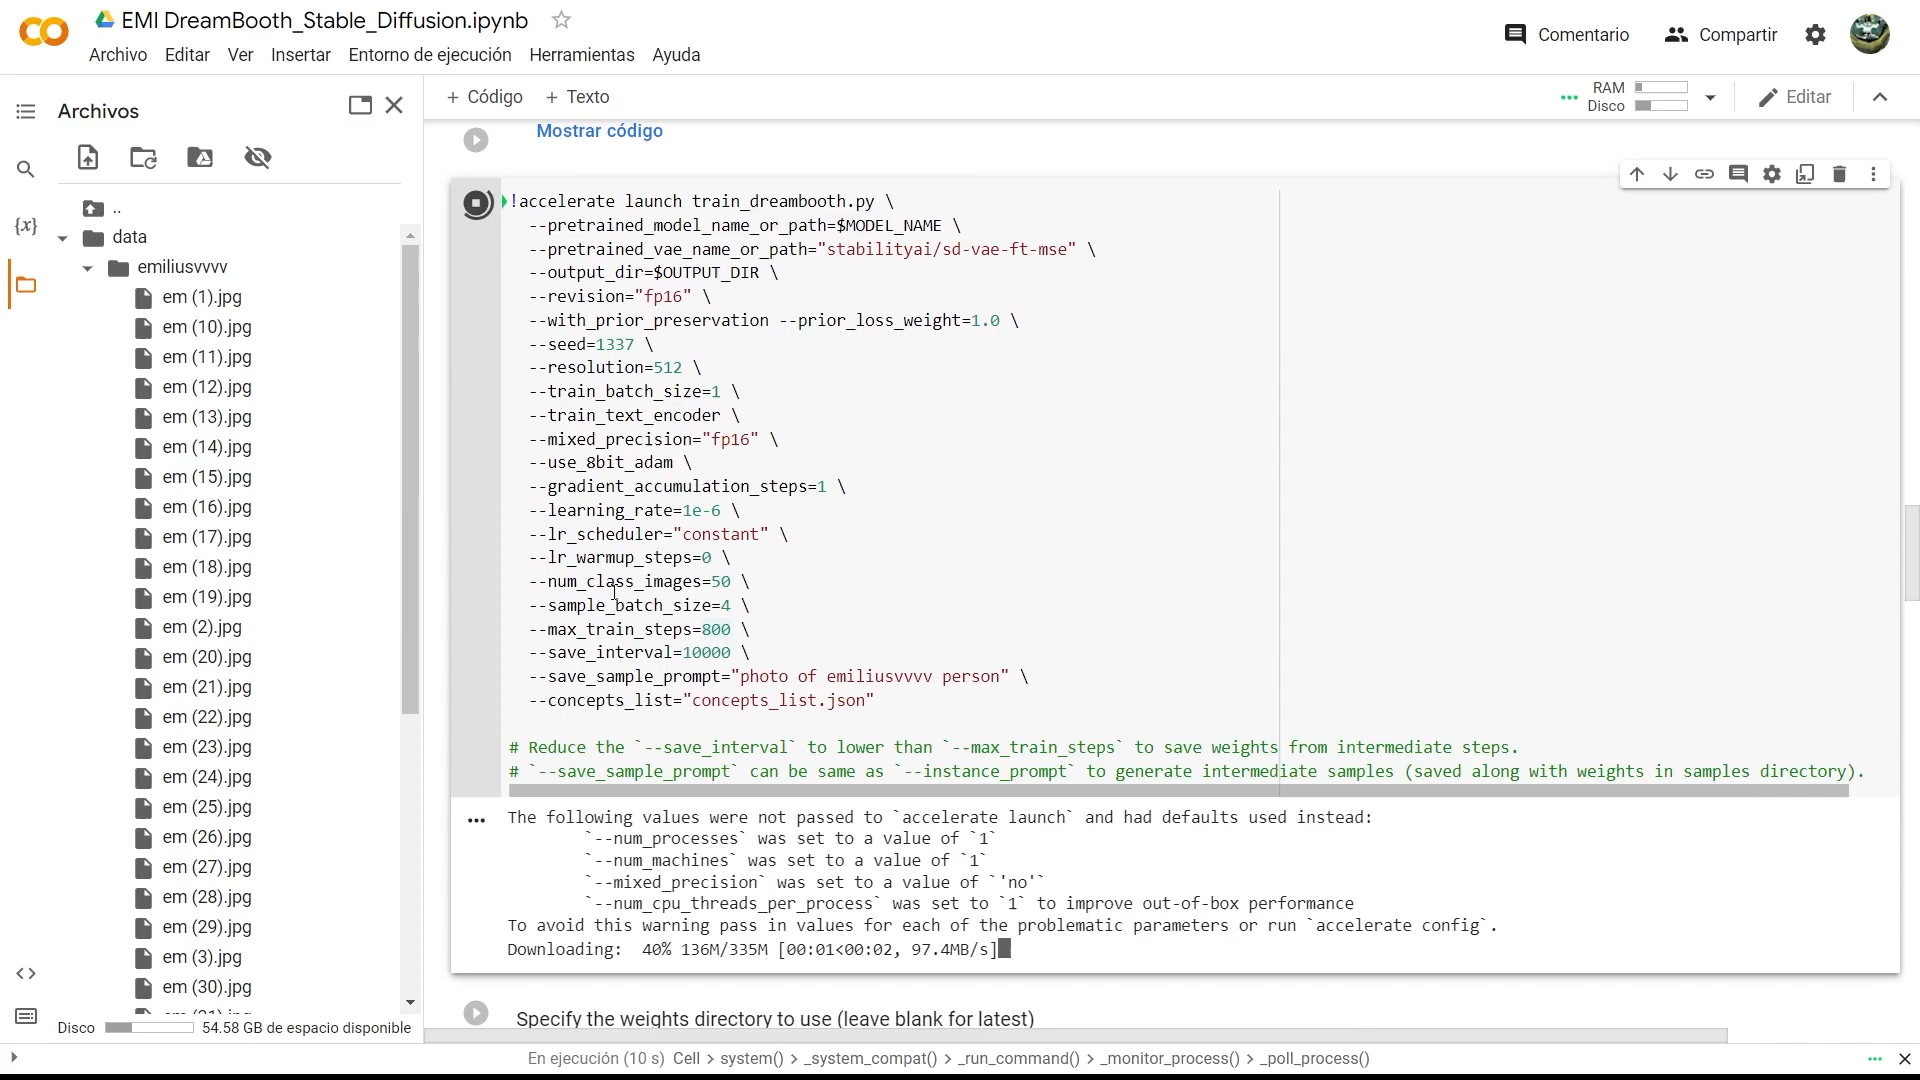 EMI DreamBooth_Stable_Diffusion.ipynb
Archivo Editar Ver Insertar Entorno de ejecución Herramientas Ayuda
Comentario Compartir
Archivos
+ Código + Texto
RAM
Disco
Editar
Mostrar código
..
data
emiliusvvvv
em (1).jpg
em (10).jpg
em (11).jpg
em (12).jpg
em (13).jpg
em (14).jpg
em (15).jpg
em (16).jpg
em (17).jpg
em (18).jpg
em (19).jpg
em (2).jpg
em (20).jpg
em (21).jpg
em (22).jpg
em (23).jpg
em (24).jpg
em (25).jpg
em (26).jpg
em (27).jpg
em (28).jpg
em (29).jpg
em (3).jpg
em (30).jpg
Disco 54.58 GB de espacio disponible
!accelerate launch train_dreambooth.py \
--pretrained_model_name_or_path=$MODEL_NAME \
--pretrained_vae_name_or_path="stabilityai/sd-vae-ft-mse" \
--output_dir=$OUTPUT_DIR \
--revision="fp16" \
--with_prior_preservation --prior_loss_weight=1.0 \
--seed=1337 \
--resolution=512 \
--train_batch_size=1 \
--train_text_encoder \
--mixed_precision="fp16" \
--use_8bit_adam \
--gradient_accumulation_steps=1 \
--learning_rate=1e-6 \
--lr_scheduler="constant" \
--lr_warmup_steps=0 \
--num_class_images=50 \
--sample_batch_size=4 \
--max_train_steps=800 \
--save_interval=10000 \
--save_sample_prompt="photo of emiliusvvvv person" \
--concepts_list="concepts_list.json"
# Reduce the `--save_interval` to lower than `--max_train_steps` to save weights from intermediate steps.
# `--save_sample_prompt` can be same as `--instance_prompt` to generate intermediate samples (saved along with weights in samples directory).
The following values were not passed to `accelerate launch` and had defaults used instead:
`--num_processes` was set to a value of `1`
`--num_machines` was set to a value of `1`
`--mixed_precision` was set to a value of `'no'`
`--num_cpu_threads_per_process` was set to `1` to improve out-of-box performance
To avoid this warning pass in values for each of the problematic parameters or run `accelerate config`.
Downloading: 40% 136M/335M [00:01<00:02, 97.4MB/s]
Specify the weights directory to use (leave blank for latest)
En ejecución (10 s) Cell > system() > _system_compat() > _run_command() > _monitor_process() > _poll_process()